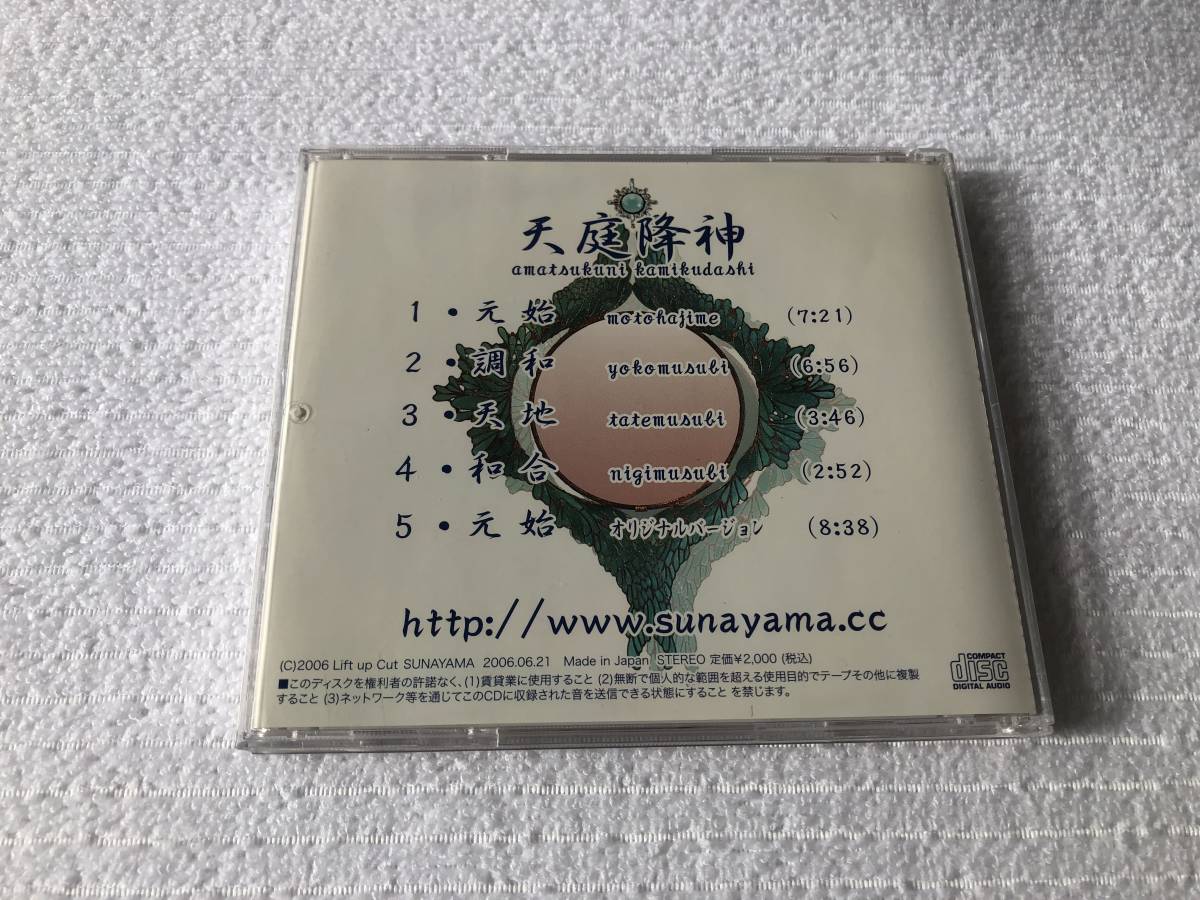 天庭降神
amatsukuni kamikudashi
1・元始 motohajime (7:21)
2・調和 yokomusubi (6:56)
3・天地 tatemusubi (3:46)
4・和合 nigimusubi (2:52)
5・元始 オリジナルバージョン (8:38)
http://www.sunayama.cc
(C)2006 Lift up Cut SUNAYAMA 2006.06.21 Made in Japan STEREO 定価¥2,000 (税込)
■このディスクを権利者の許諾なく、(1)賃貸業に使用すること (2)無断で個人的な範囲を超える使用目的でテープその他に複製
すること (3)ネットワーク等を通じてこのCDに収録された音を送信できる状態にすること を禁じます。
COMPACT
disc
DIGITAL AUDIO